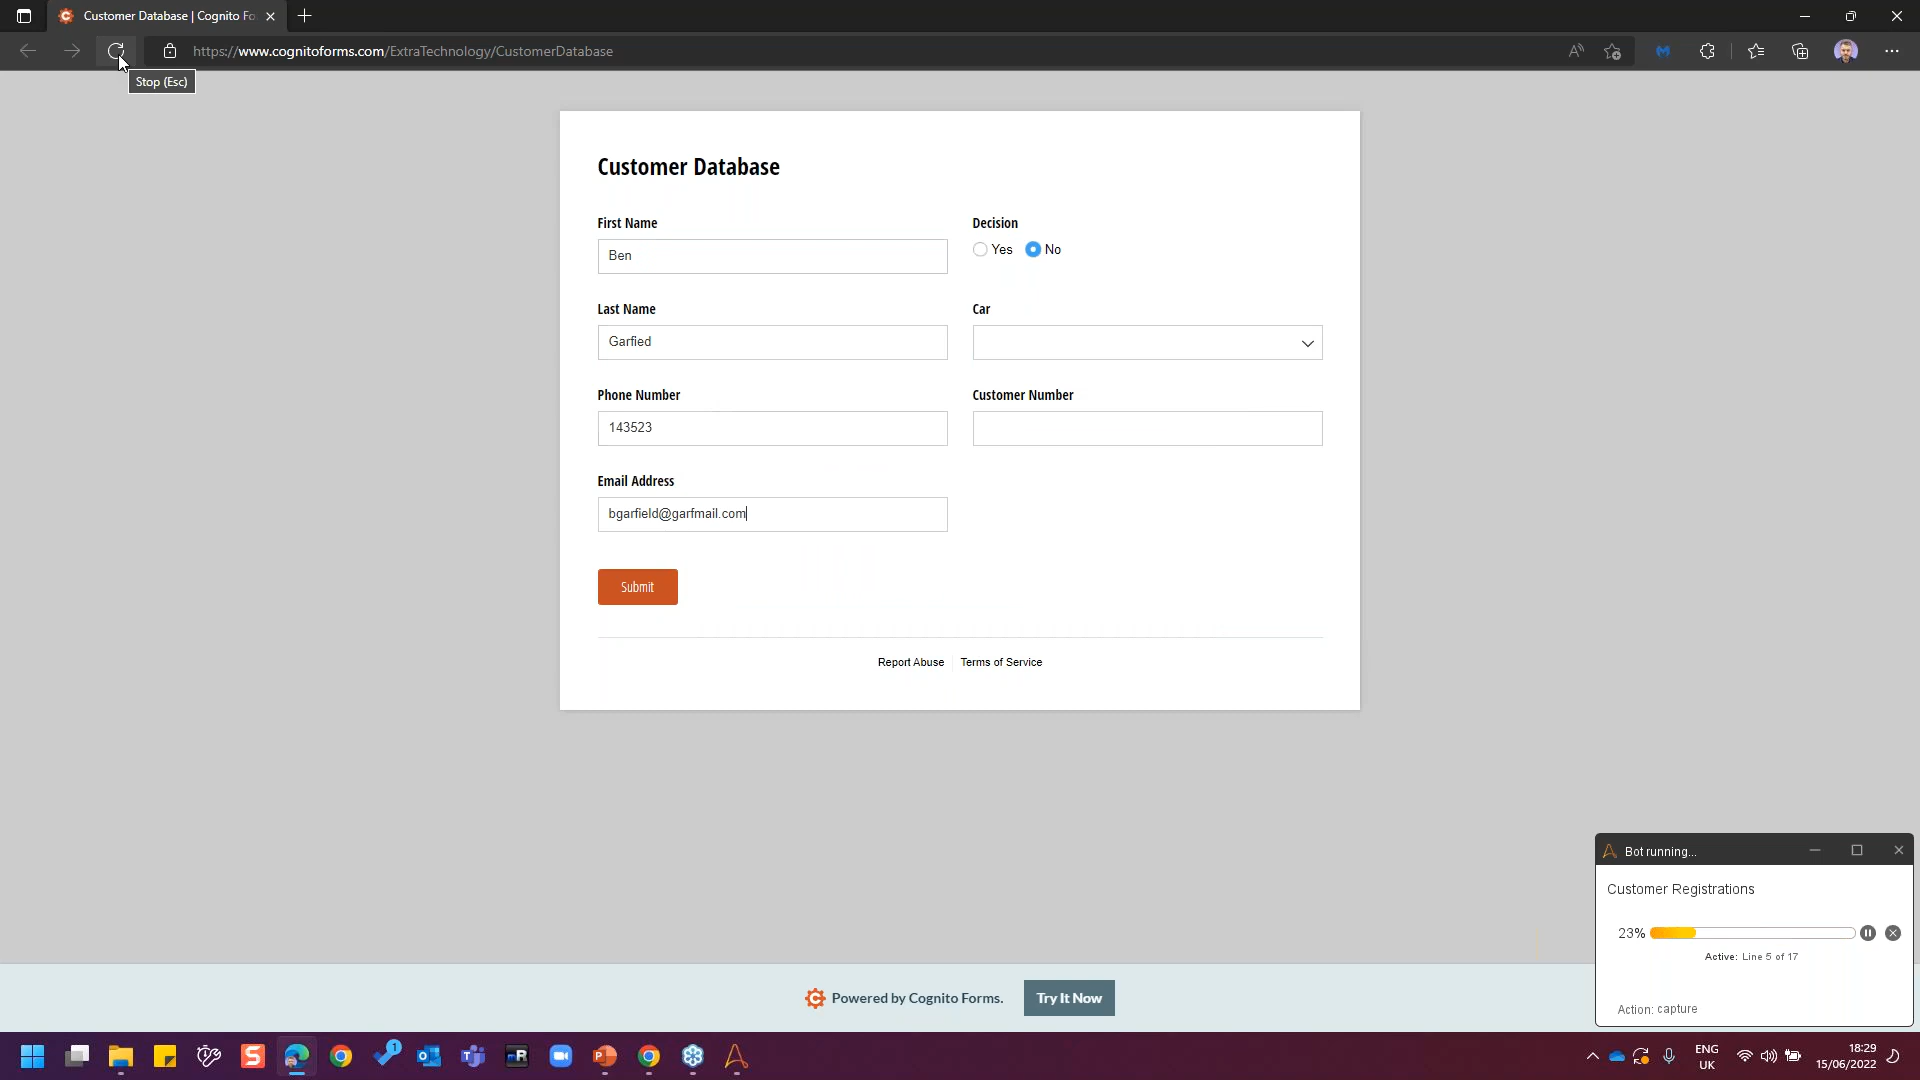 Customer Database | Cognito Fo
https://www.cognitoforms.com/ExtraTechnology/CustomerDatabase
Stop (Esc)
Customer Database
First Name
Ben
Decision
Yes
No
Last Name
Garfied
Car
Phone Number
143523
Customer Number
Email Address
bgarfield@garfmail.com
Submit
Report Abuse
Terms of Service
Bot running...
Customer Registrations
23%
Active: Line 5 of 17
Action: capture
Powered by Cognito Forms.
Try It Now
1
ENG
UK
18:29
15/06/2022